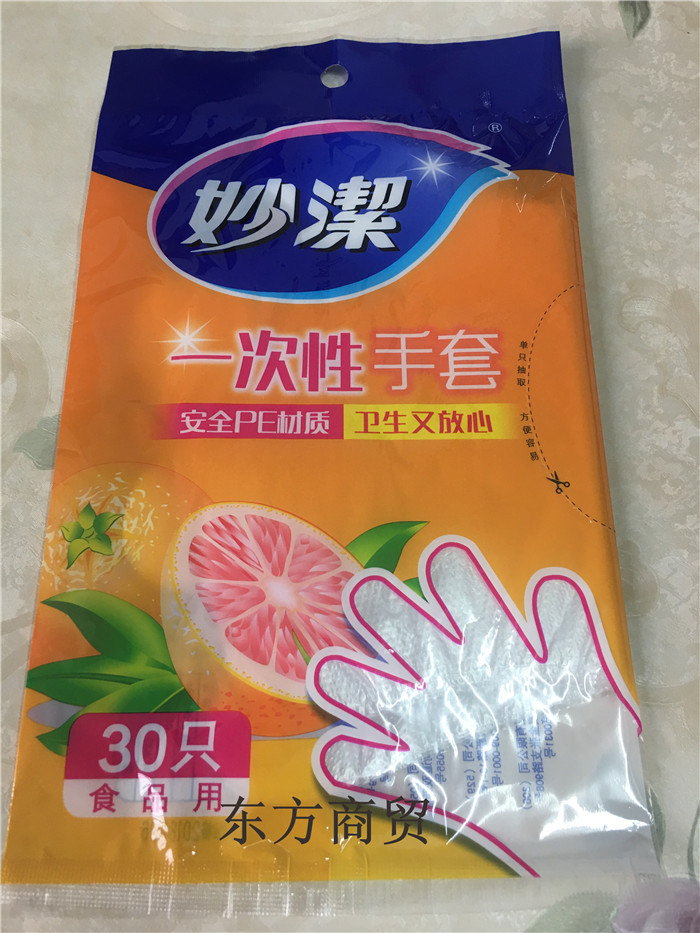 妙潔®
一次性手套
安全PE材质 卫生又放心
单只抽取 方便容易
30只
食品用
东方商贸